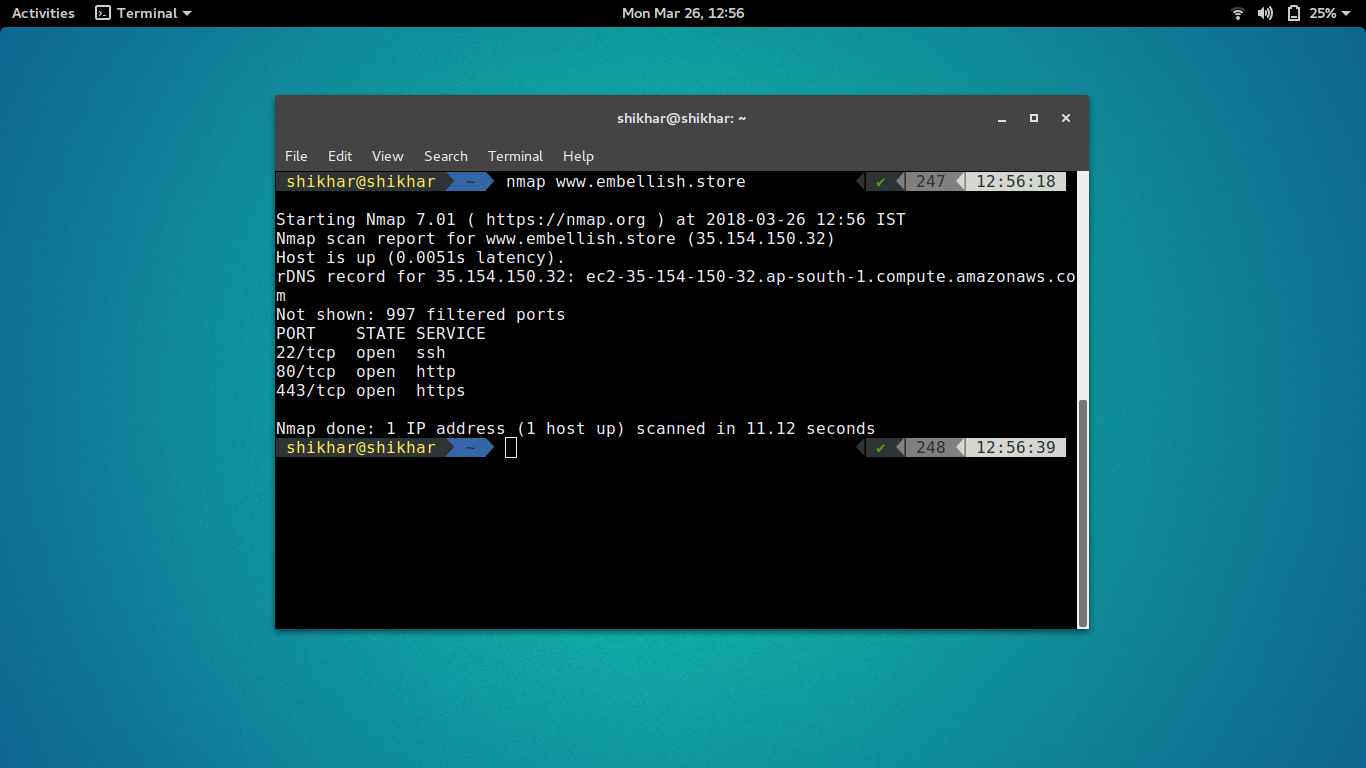 Activities Terminal Mon Mar 26, 12:56 25%
shikhar@shikhar: ~
File Edit View Search Terminal Help
shikhar@shikhar ~ nmap www.embellish.store ✔ 247 12:56:18
Starting Nmap 7.01 ( https://nmap.org ) at 2018-03-26 12:56 IST
Nmap scan report for www.embellish.store (35.154.150.32)
Host is up (0.0051s latency).
rDNS record for 35.154.150.32: ec2-35-154-150-32.ap-south-1.compute.amazonaws.co
m
Not shown: 997 filtered ports
PORT    STATE SERVICE
22/tcp  open  ssh
80/tcp  open  http
443/tcp open  https
Nmap done: 1 IP address (1 host up) scanned in 11.12 seconds
shikhar@shikhar ~ ✔ 248 12:56:39